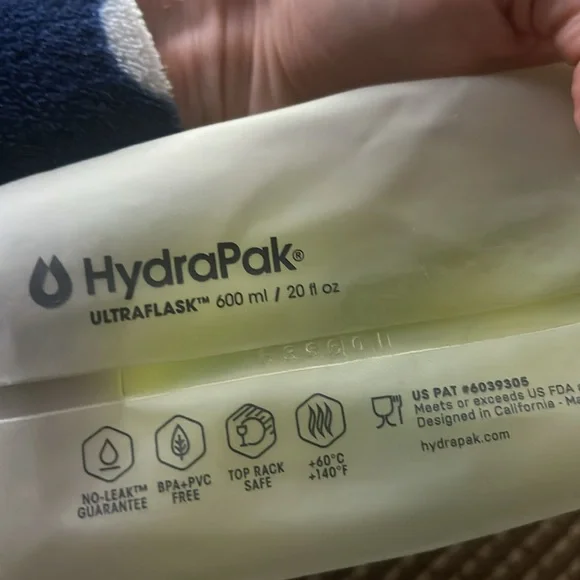 HydraPak®
ULTRAFLASK™ 600 ml / 20 fl oz
NO-LEAK™
GUARANTEE
BPA+PVC
FREE
TOP RACK
SAFE
+60°C
+140°F
US PAT #6039305
Meets or exceeds US FDA
Designed in California - Ma
hydrapak.com